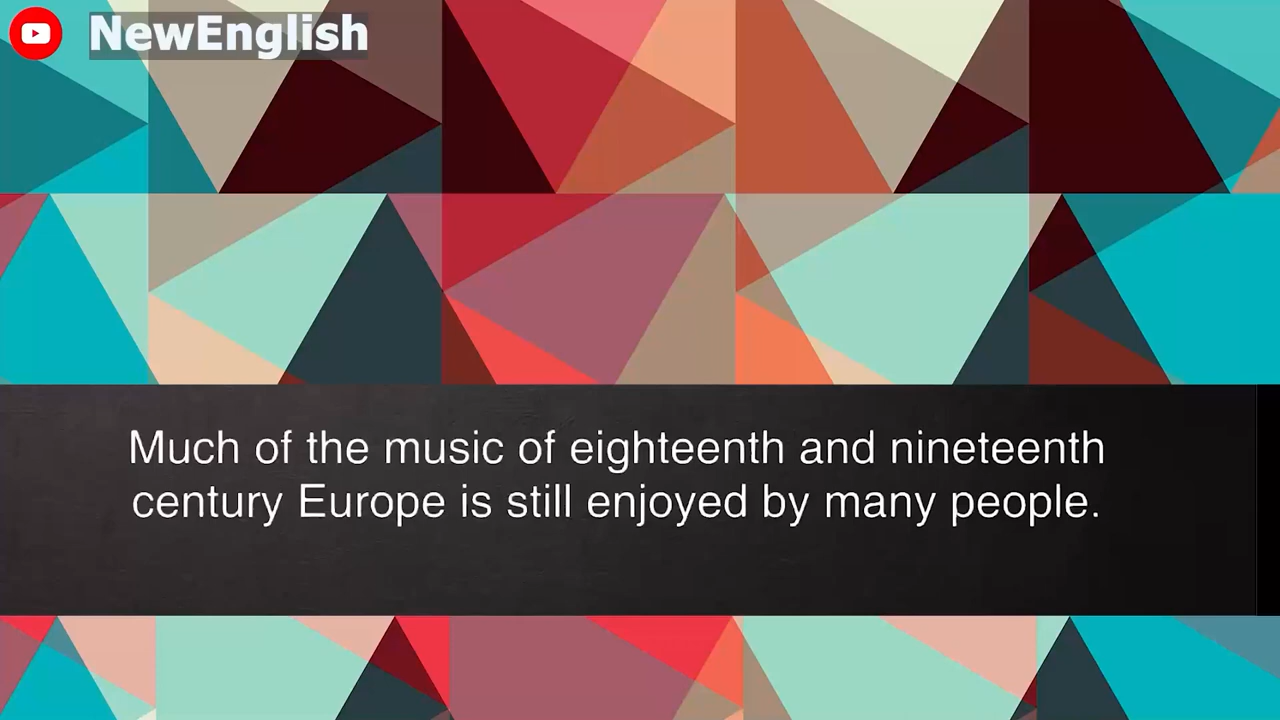 NewEnglish
Much of the music of eighteenth and nineteenth
century Europe is still enjoyed by many people.